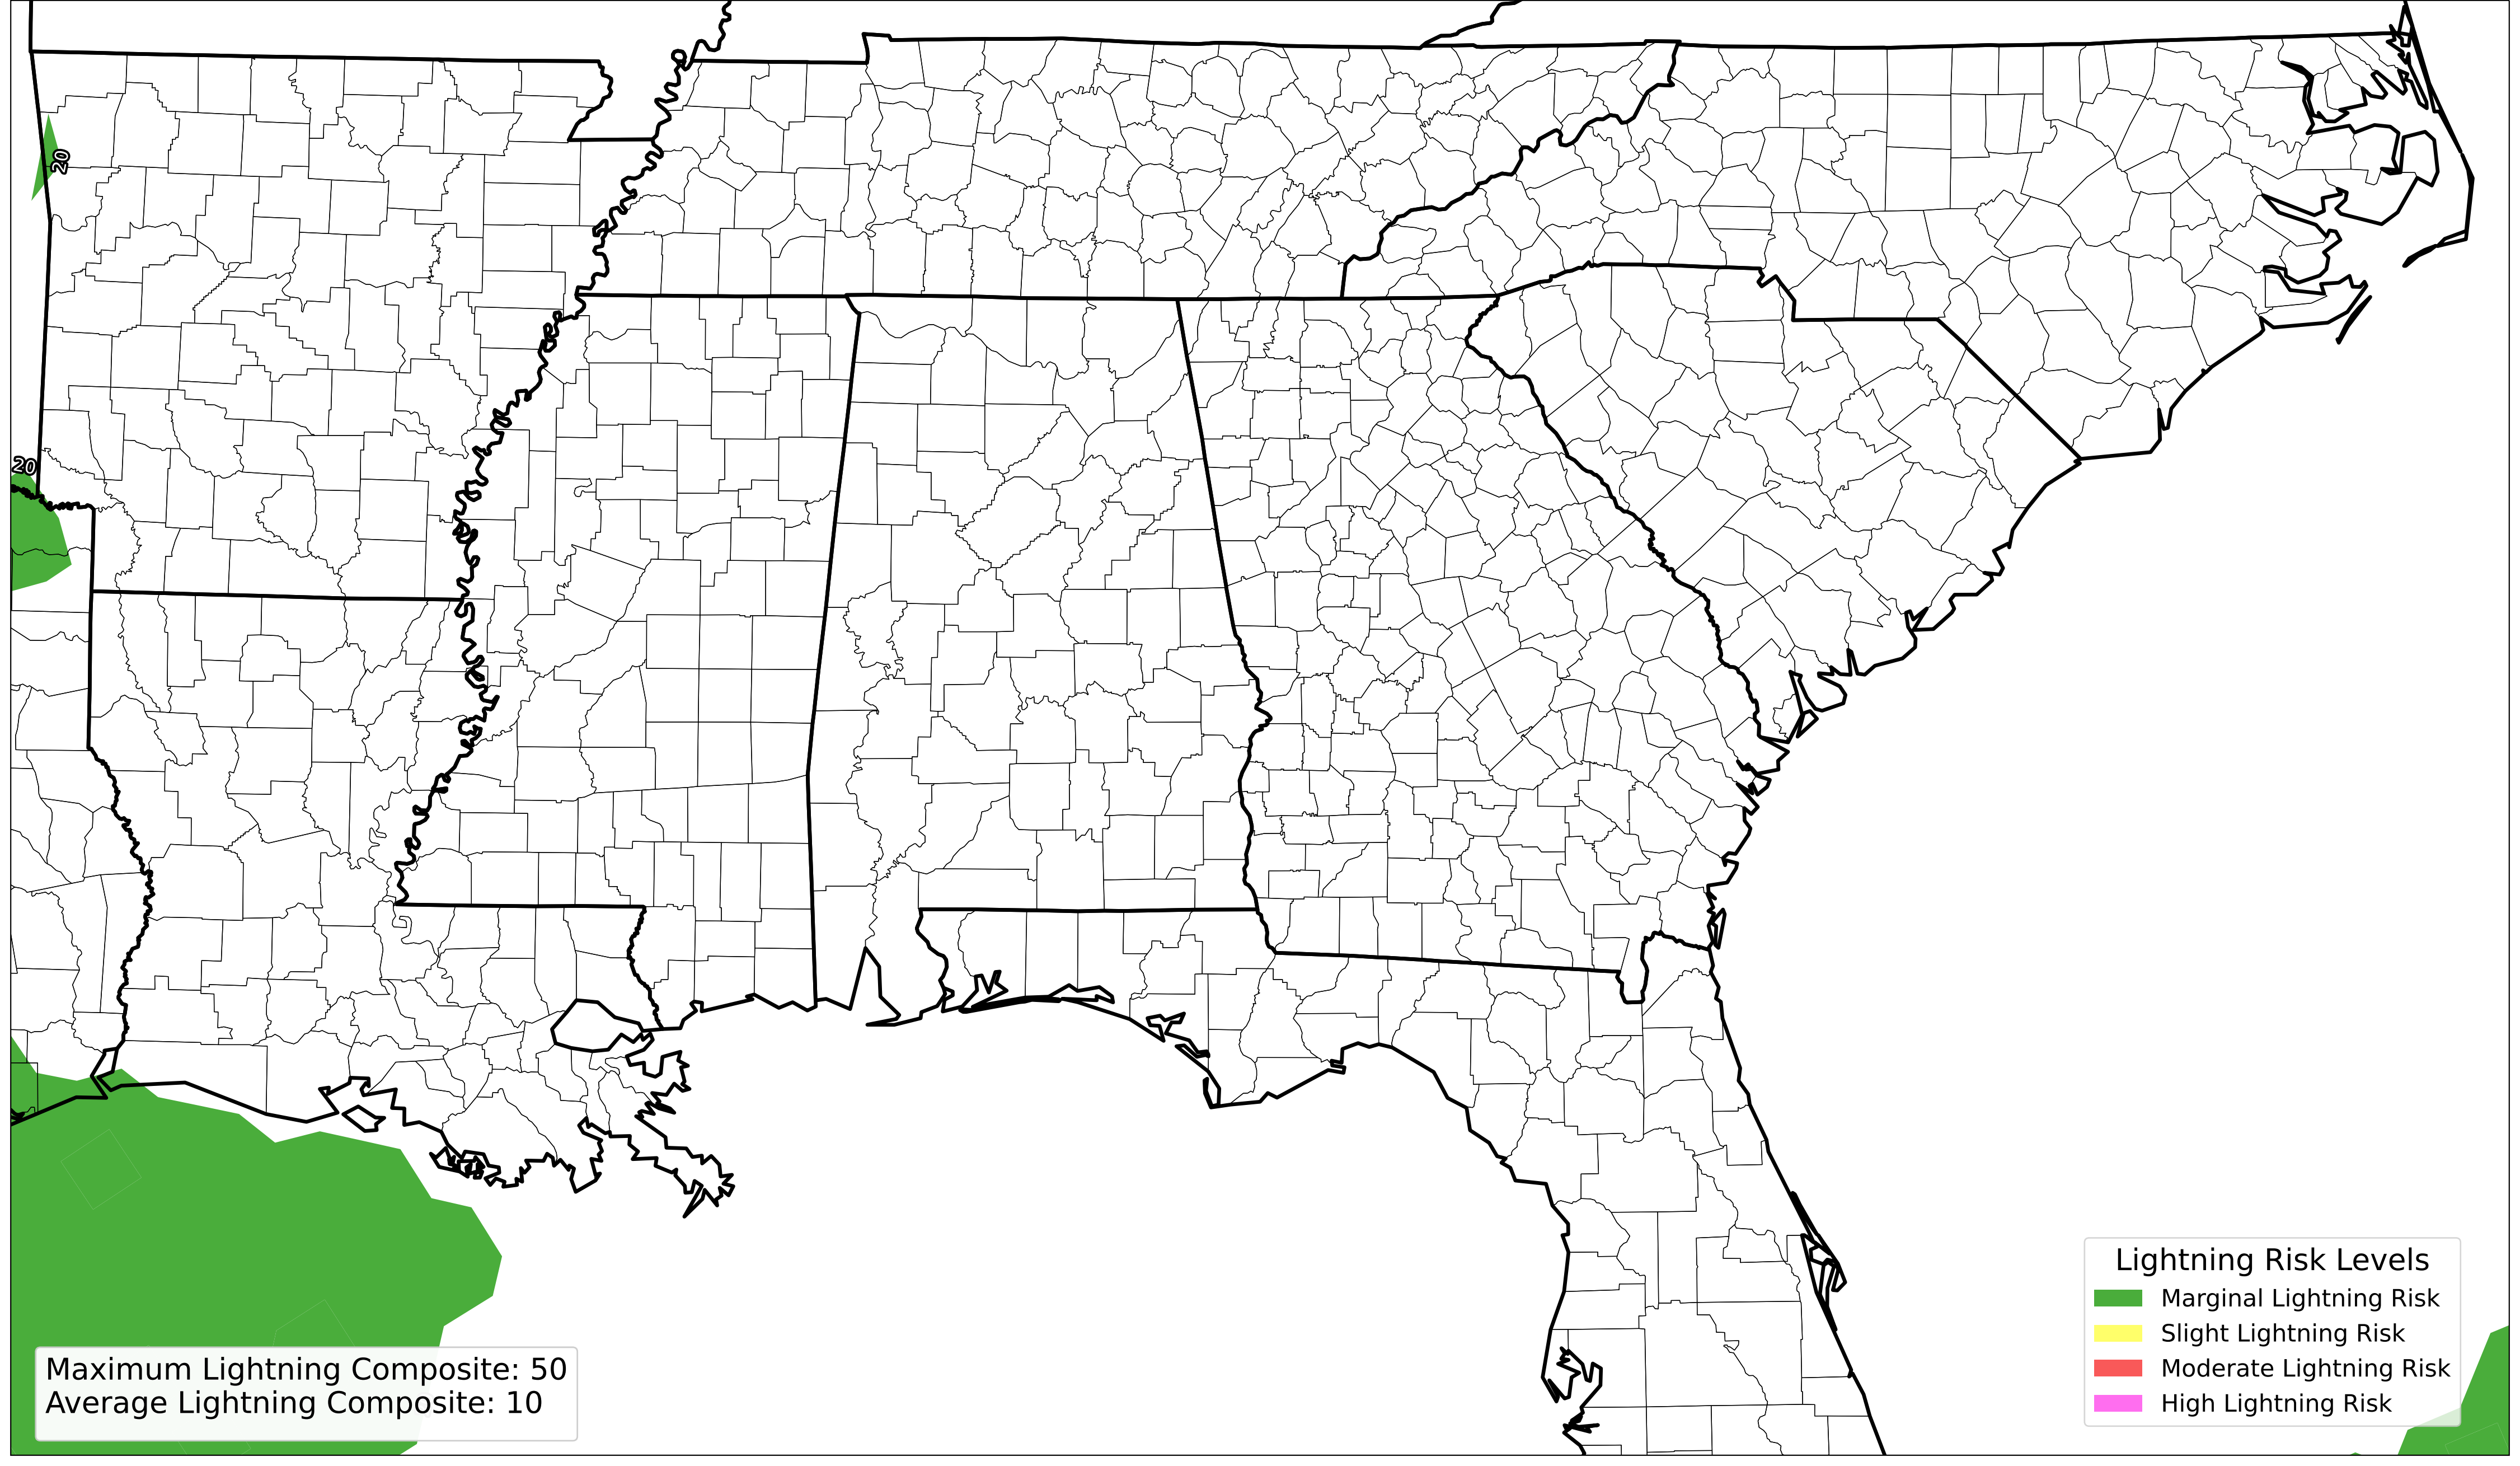 20
20
Maximum Lightning Composite: 50
Average Lightning Composite: 10
Lightning Risk Levels
Marginal Lightning Risk
Slight Lightning Risk
Moderate Lightning Risk
High Lightning Risk